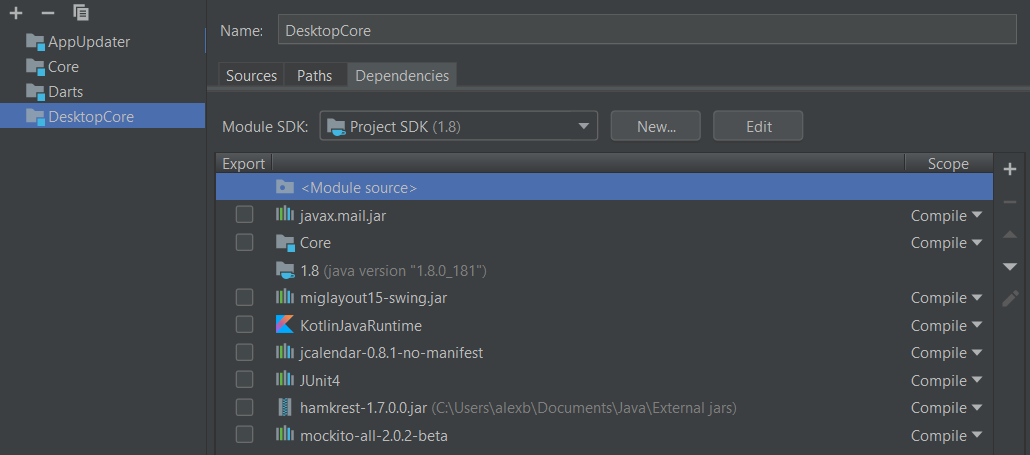 AppUpdater
Core
Darts
DesktopCore
Name: DesktopCore
Sources Paths Dependencies
Module SDK: Project SDK (1.8) New... Edit
Export Scope
<Module source>
javax.mail.jar Compile
Core Compile
1.8 (java version "1.8.0_181")
miglayout15-swing.jar Compile
KotlinJavaRuntime Compile
jcalendar-0.8.1-no-manifest Compile
JUnit4 Compile
hamkrest-1.7.0.0.jar (C:\Users\alexb\Documents\Java\External jars) Compile
mockito-all-2.0.2-beta Compile